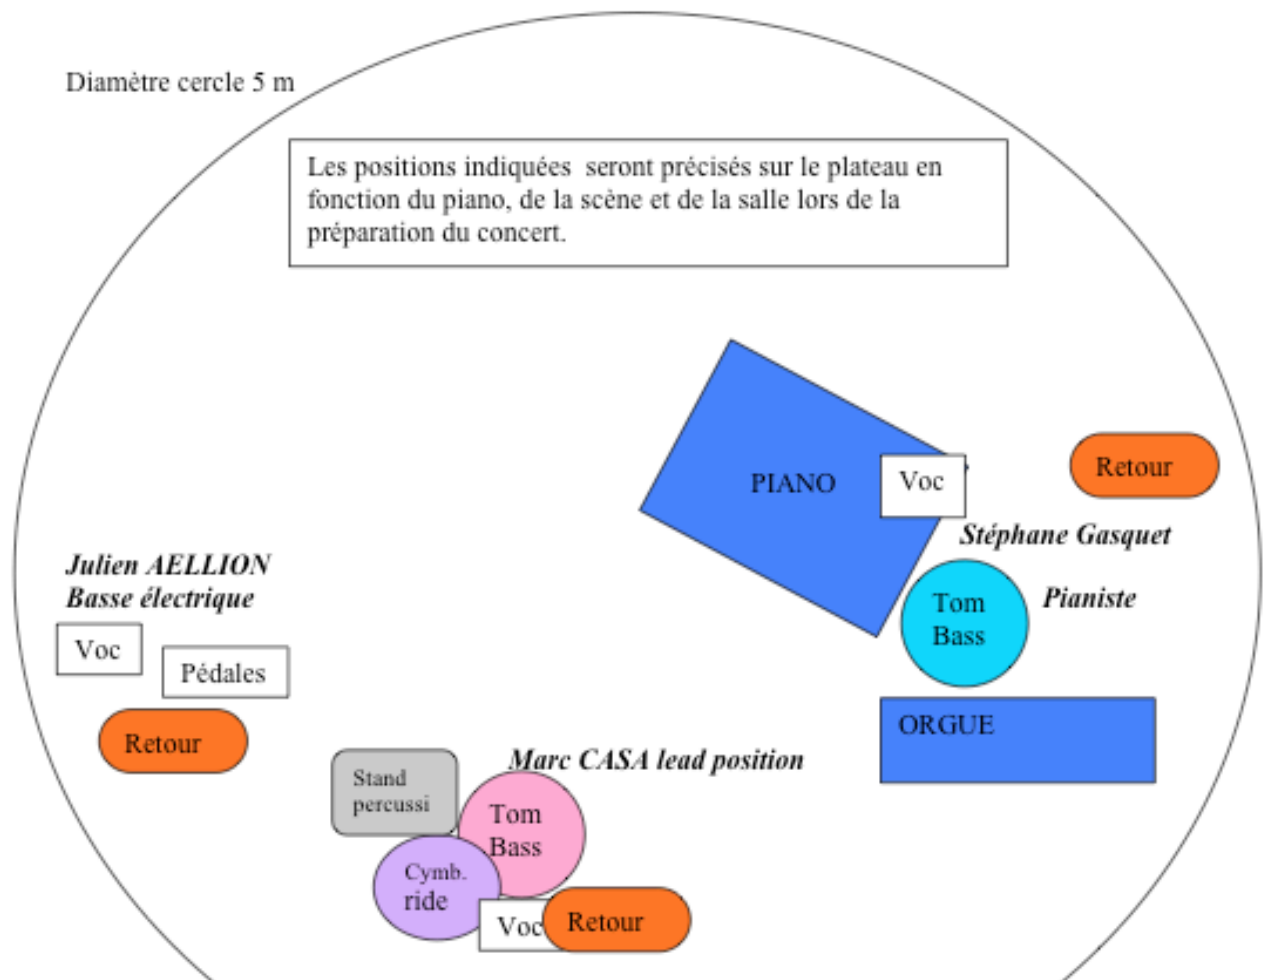 Diamètre cercle 5 m
Les positions indiquées  seront précisés sur le plateau en
fonction du piano, de la scène et de la salle lors de la
préparation du concert.
PIANO
Voc
Retour
Stéphane Gasquet
Tom
Bass
Pianiste
Julien AELLION
Basse électrique
Voc
Pédales
Retour
ORGUE
Marc CASA lead position
Stand
percussi
Tom
Bass
Cymb.
ride
Voc
Retour